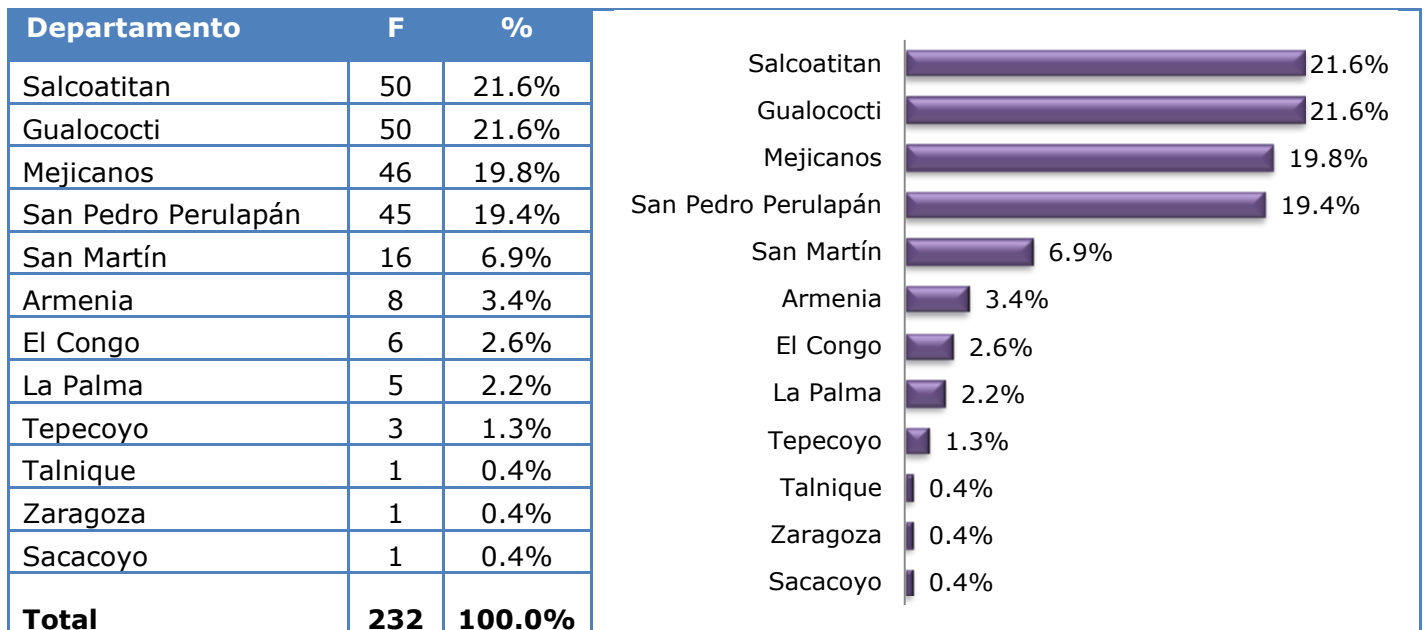 Departamento F %
Salcoatitan 50 21.6%
Gualococti 50 21.6%
Mejicanos 46 19.8%
San Pedro Perulapán 45 19.4%
San Martín 16 6.9%
Armenia 8 3.4%
El Congo 6 2.6%
La Palma 5 2.2%
Tepecoyo 3 1.3%
Talnique 1 0.4%
Zaragoza 1 0.4%
Sacacoyo 1 0.4%
Total 232 100.0%
Salcoatitan 21.6%
Gualococti 21.6%
Mejicanos 19.8%
San Pedro Perulapán 19.4%
San Martín 6.9%
Armenia 3.4%
El Congo 2.6%
La Palma 2.2%
Tepecoyo 1.3%
Talnique 0.4%
Zaragoza 0.4%
Sacacoyo 0.4%